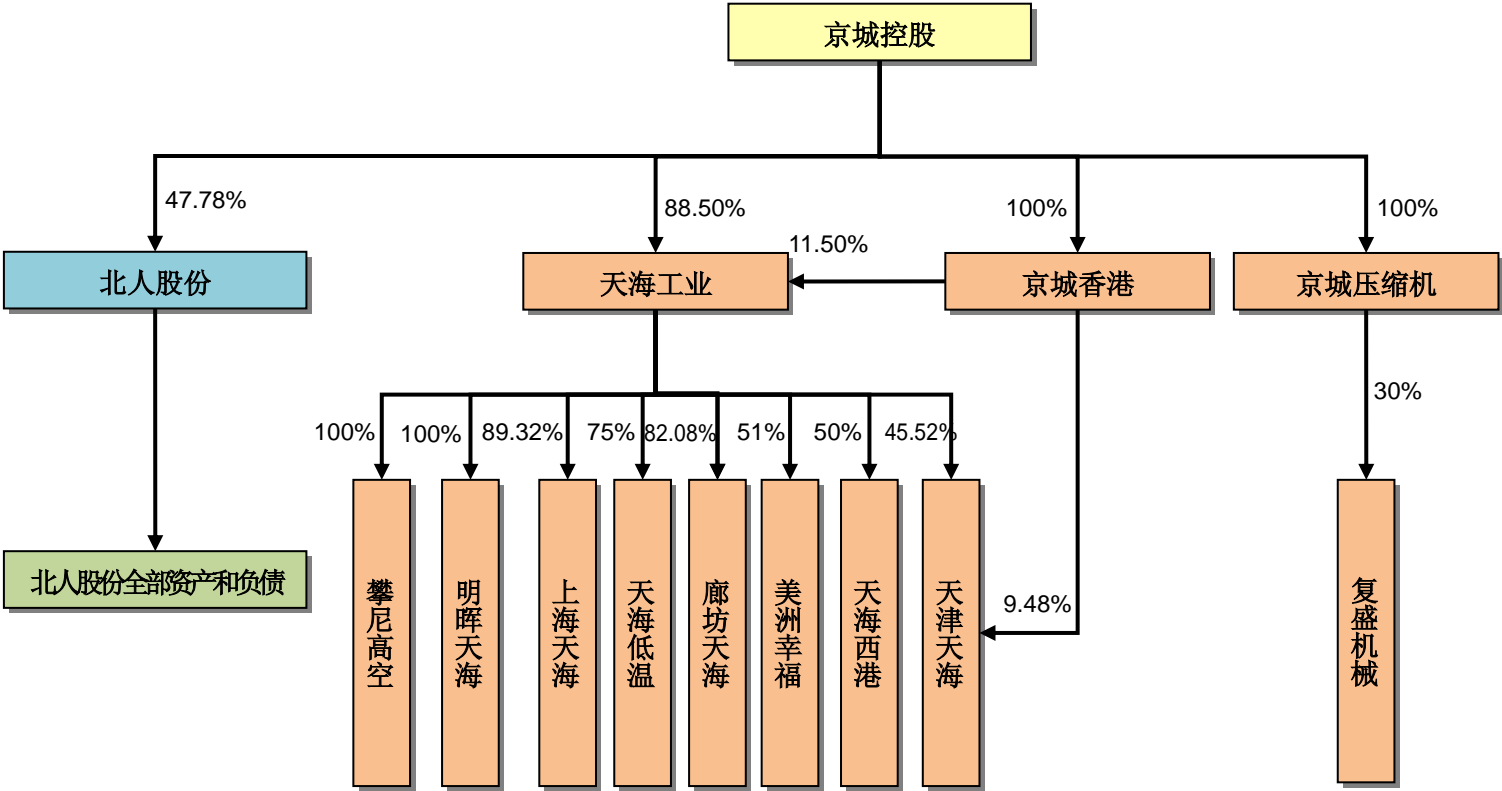 京城控股
47.78%
88.50%
100%
100%
11.50%
北人股份
天海工业
京城香港
京城压缩机
30%
100%
100%
89.32%
75%
82.08%
51%
50%
45.52%
北人股份全部资产和负债
攀尼高空
明晖天海
上海天海
天海低温
廊坊天海
美洲幸福
天海西港
天津天海
9.48%
复盛机械